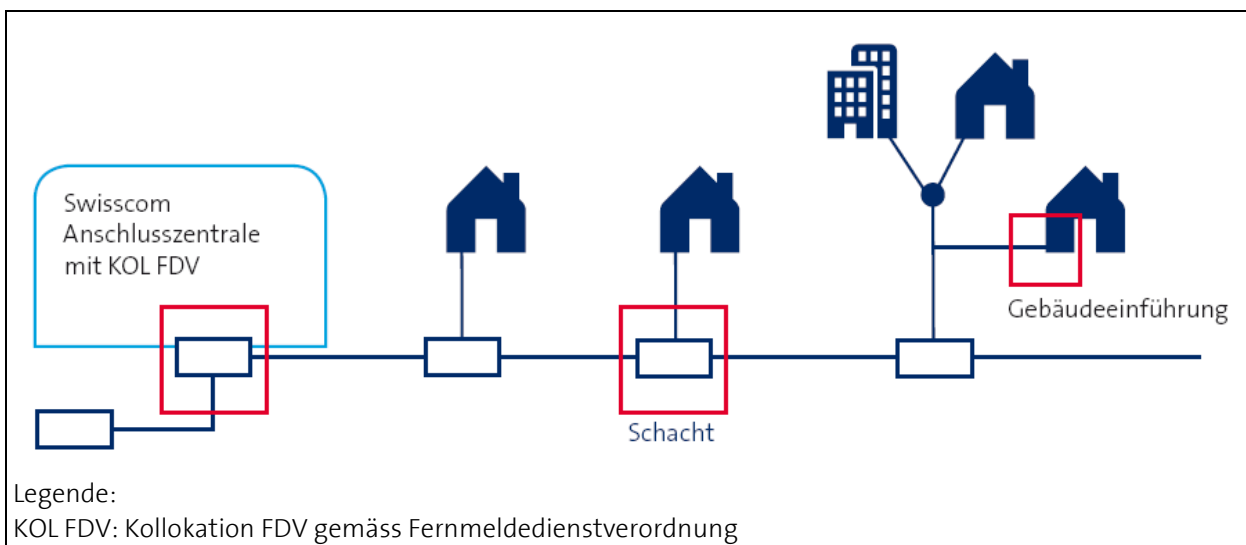 Swisscom
Anschlusszentrale
mit KOL FDV
Gebäudeeinführung
Schacht
Legende:
KOL FDV: Kollokation FDV gemäss Fernmeldedienstverordnung